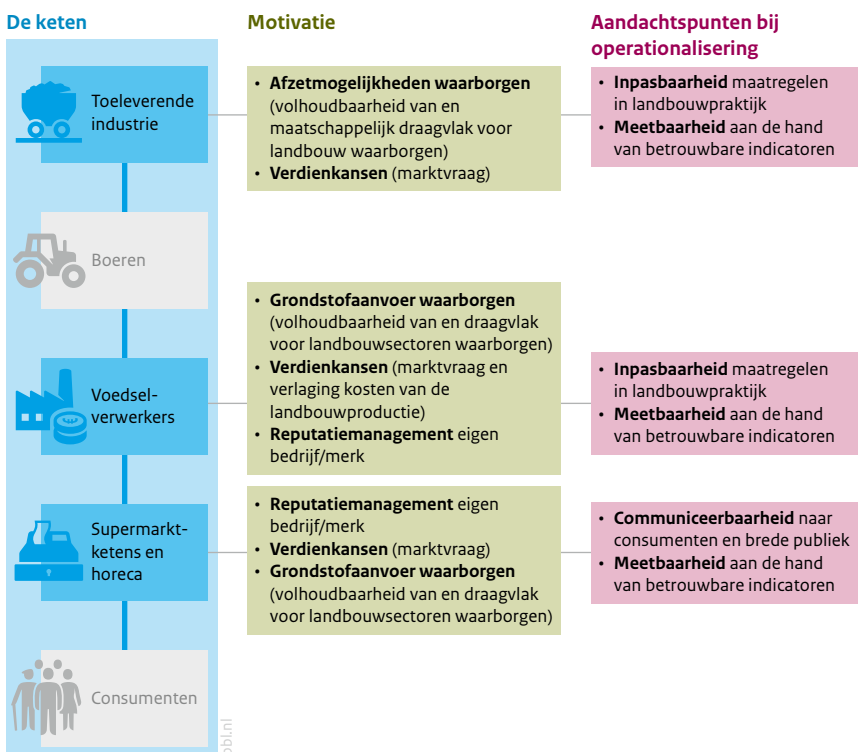 De keten
Motivatie
Aandachtspunten bij
operationalisering
Toeleverende
industrie
• Afzetmogelijkheden waarborgen
(volhoudbaarheid van en
maatschappelijk draagvlak voor
landbouw waarborgen)
• Verdienkansen (marktvraag)
• Inpasbaarheid maatregelen
in landbouwpraktijk
• Meetbaarheid aan de hand
van betrouwbare indicatoren
Boeren
Voedsel-
verwerkers
• Grondstofaanvoer waarborgen
(volhoudbaarheid van en draagvlak
voor landbouwsectoren waarborgen)
• Verdienkansen (marktvraag en
verlaging kosten van de
landbouwproductie)
• Reputatiemanagement eigen
bedrijf/merk
• Inpasbaarheid maatregelen
in landbouwpraktijk
• Meetbaarheid aan de hand
van betrouwbare indicatoren
Supermarkt-
ketens en
horeca
• Reputatiemanagement eigen
bedrijf/merk
• Verdienkansen (marktvraag)
• Grondstofaanvoer waarborgen
(volhoudbaarheid van en draagvlak
voor landbouwsectoren waarborgen)
• Communiceerbaarheid naar
consumenten en brede publiek
• Meetbaarheid aan de hand
van betrouwbare indicatoren
Consumenten
pbl.nl